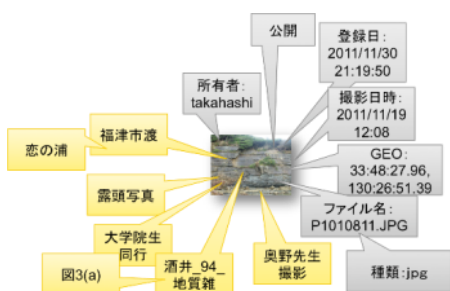 公開
登録日：
2011/11/30
21:19:50
所有者：
takahashi
撮影日時：
2011/11/19
12:08
福津市渡
恋の浦
GEO：
33:48:27.96,
130:26:51.39
露頭写真
ファイル名：
P1010811.JPG
大学院生
同行
奥野先生
撮影
図3(a)
酒井_94_
地質雑
種類：jpg